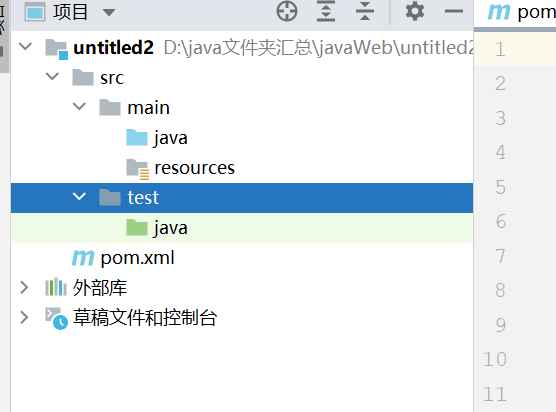 项目
pom
untitled2 D:\java文件夹汇总\javaWeb\untitled2
src
main
java
resources
test
java
pom.xml
外部库
草稿文件和控制台
1
2
3
4
5
6
7
8
9
10
11